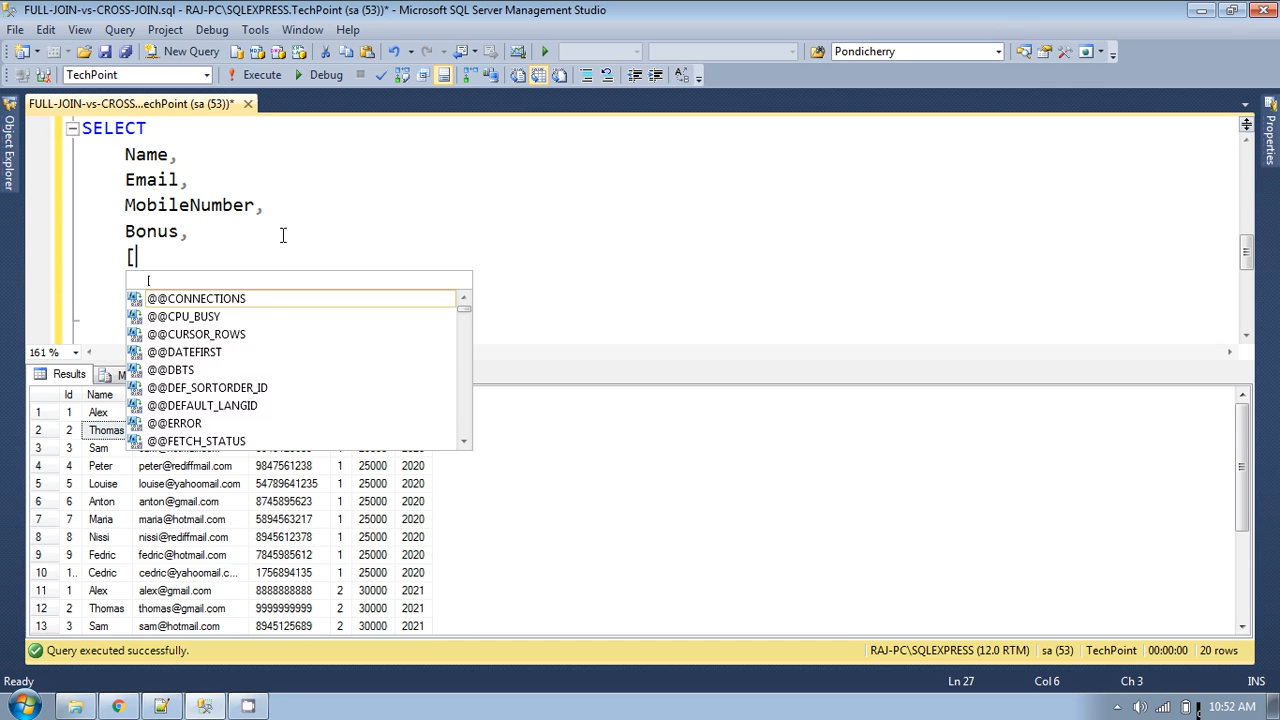 FULL-JOIN-vs-CROSS-JOIN.sql - RAJ-PC\SQLEXPRESS.TechPoint (sa (53))* - Microsoft SQL Server Management Studio
File Edit View Query Project Debug Tools Window Help
New Query Pondicherry
TechPoint Execute Debug
FULL-JOIN-vs-CROSS...echPoint (sa (53))*
Object Explorer
Properties
SELECT
Name,
Email,
MobileNumber,
Bonus,
[
[
@@CONNECTIONS
@@CPU_BUSY
@@CURSOR_ROWS
@@DATEFIRST
@@DBTS
@@DEF_SORTORDER_ID
@@DEFAULT_LANGID
@@ERROR
@@FETCH_STATUS
161 %
Results M
Id Name
1 1 Alex
2 2 Thomas
3 3 Sam
4 4 Peter peter@rediffmail.com 9847561238 1 25000 2020
5 5 Louise louise@yahoomail.com 54789641235 1 25000 2020
6 6 Anton anton@gmail.com 8745895623 1 25000 2020
7 7 Maria maria@hotmail.com 5894563217 1 25000 2020
8 8 Nissi nissi@rediffmail.com 8945612378 1 25000 2020
9 9 Fedric fedric@hotmail.com 7845985612 1 25000 2020
10 1.. Cedric cedric@yahoomail.c... 1756894135 1 25000 2020
11 1 Alex alex@gmail.com 8888888888 2 30000 2021
12 2 Thomas thomas@gmail.com 9999999999 2 30000 2021
13 3 Sam sam@hotmail.com 8945125689 2 30000 2021
Query executed successfully. RAJ-PC\SQLEXPRESS (12.0 RTM) sa (53) TechPoint 00:00:00 20 rows
Ready Ln 27 Col 6 Ch 3 INS
10:52 AM